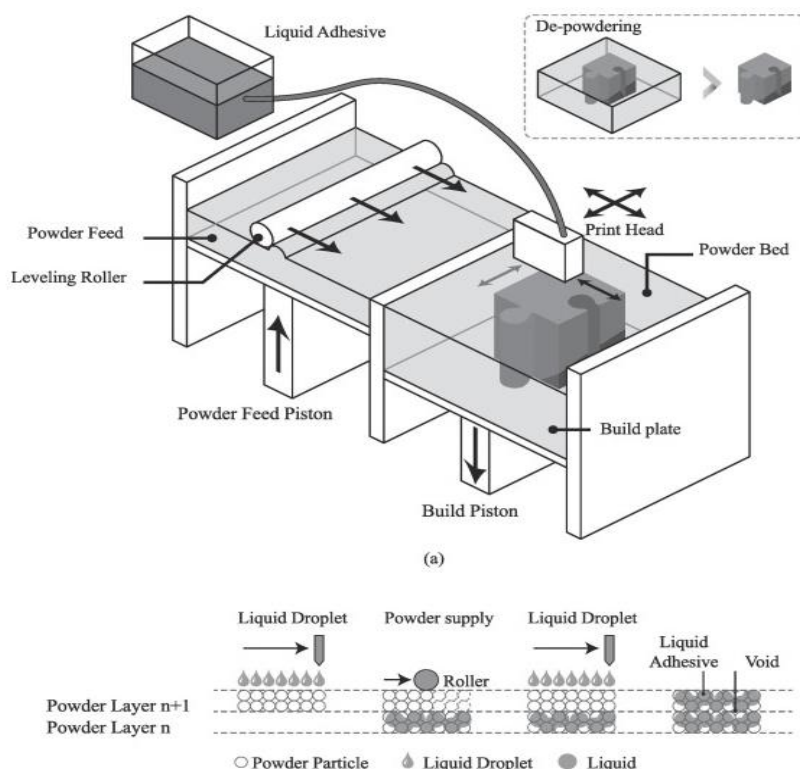 Liquid Adhesive
De-powdering
Print Head
Powder Feed
Powder Bed
Leveling Roller
Powder Feed Piston
Build plate
Build Piston
(a)
Liquid Droplet
Powder supply
Liquid Droplet
Liquid
Adhesive
Void
Roller
Powder Layer n+1
Powder Layer n
Powder Particle
Liquid Droplet
Liquid